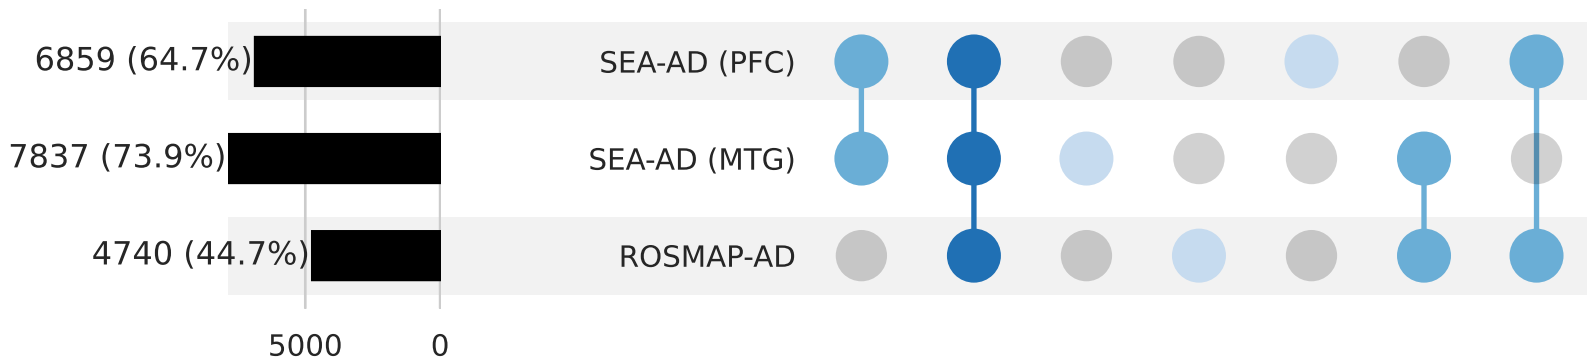 6859 (64.7%) SEA-AD (PFC)
7837 (73.9%) SEA-AD (MTG)
4740 (44.7%) ROSMAP-AD
5000 0